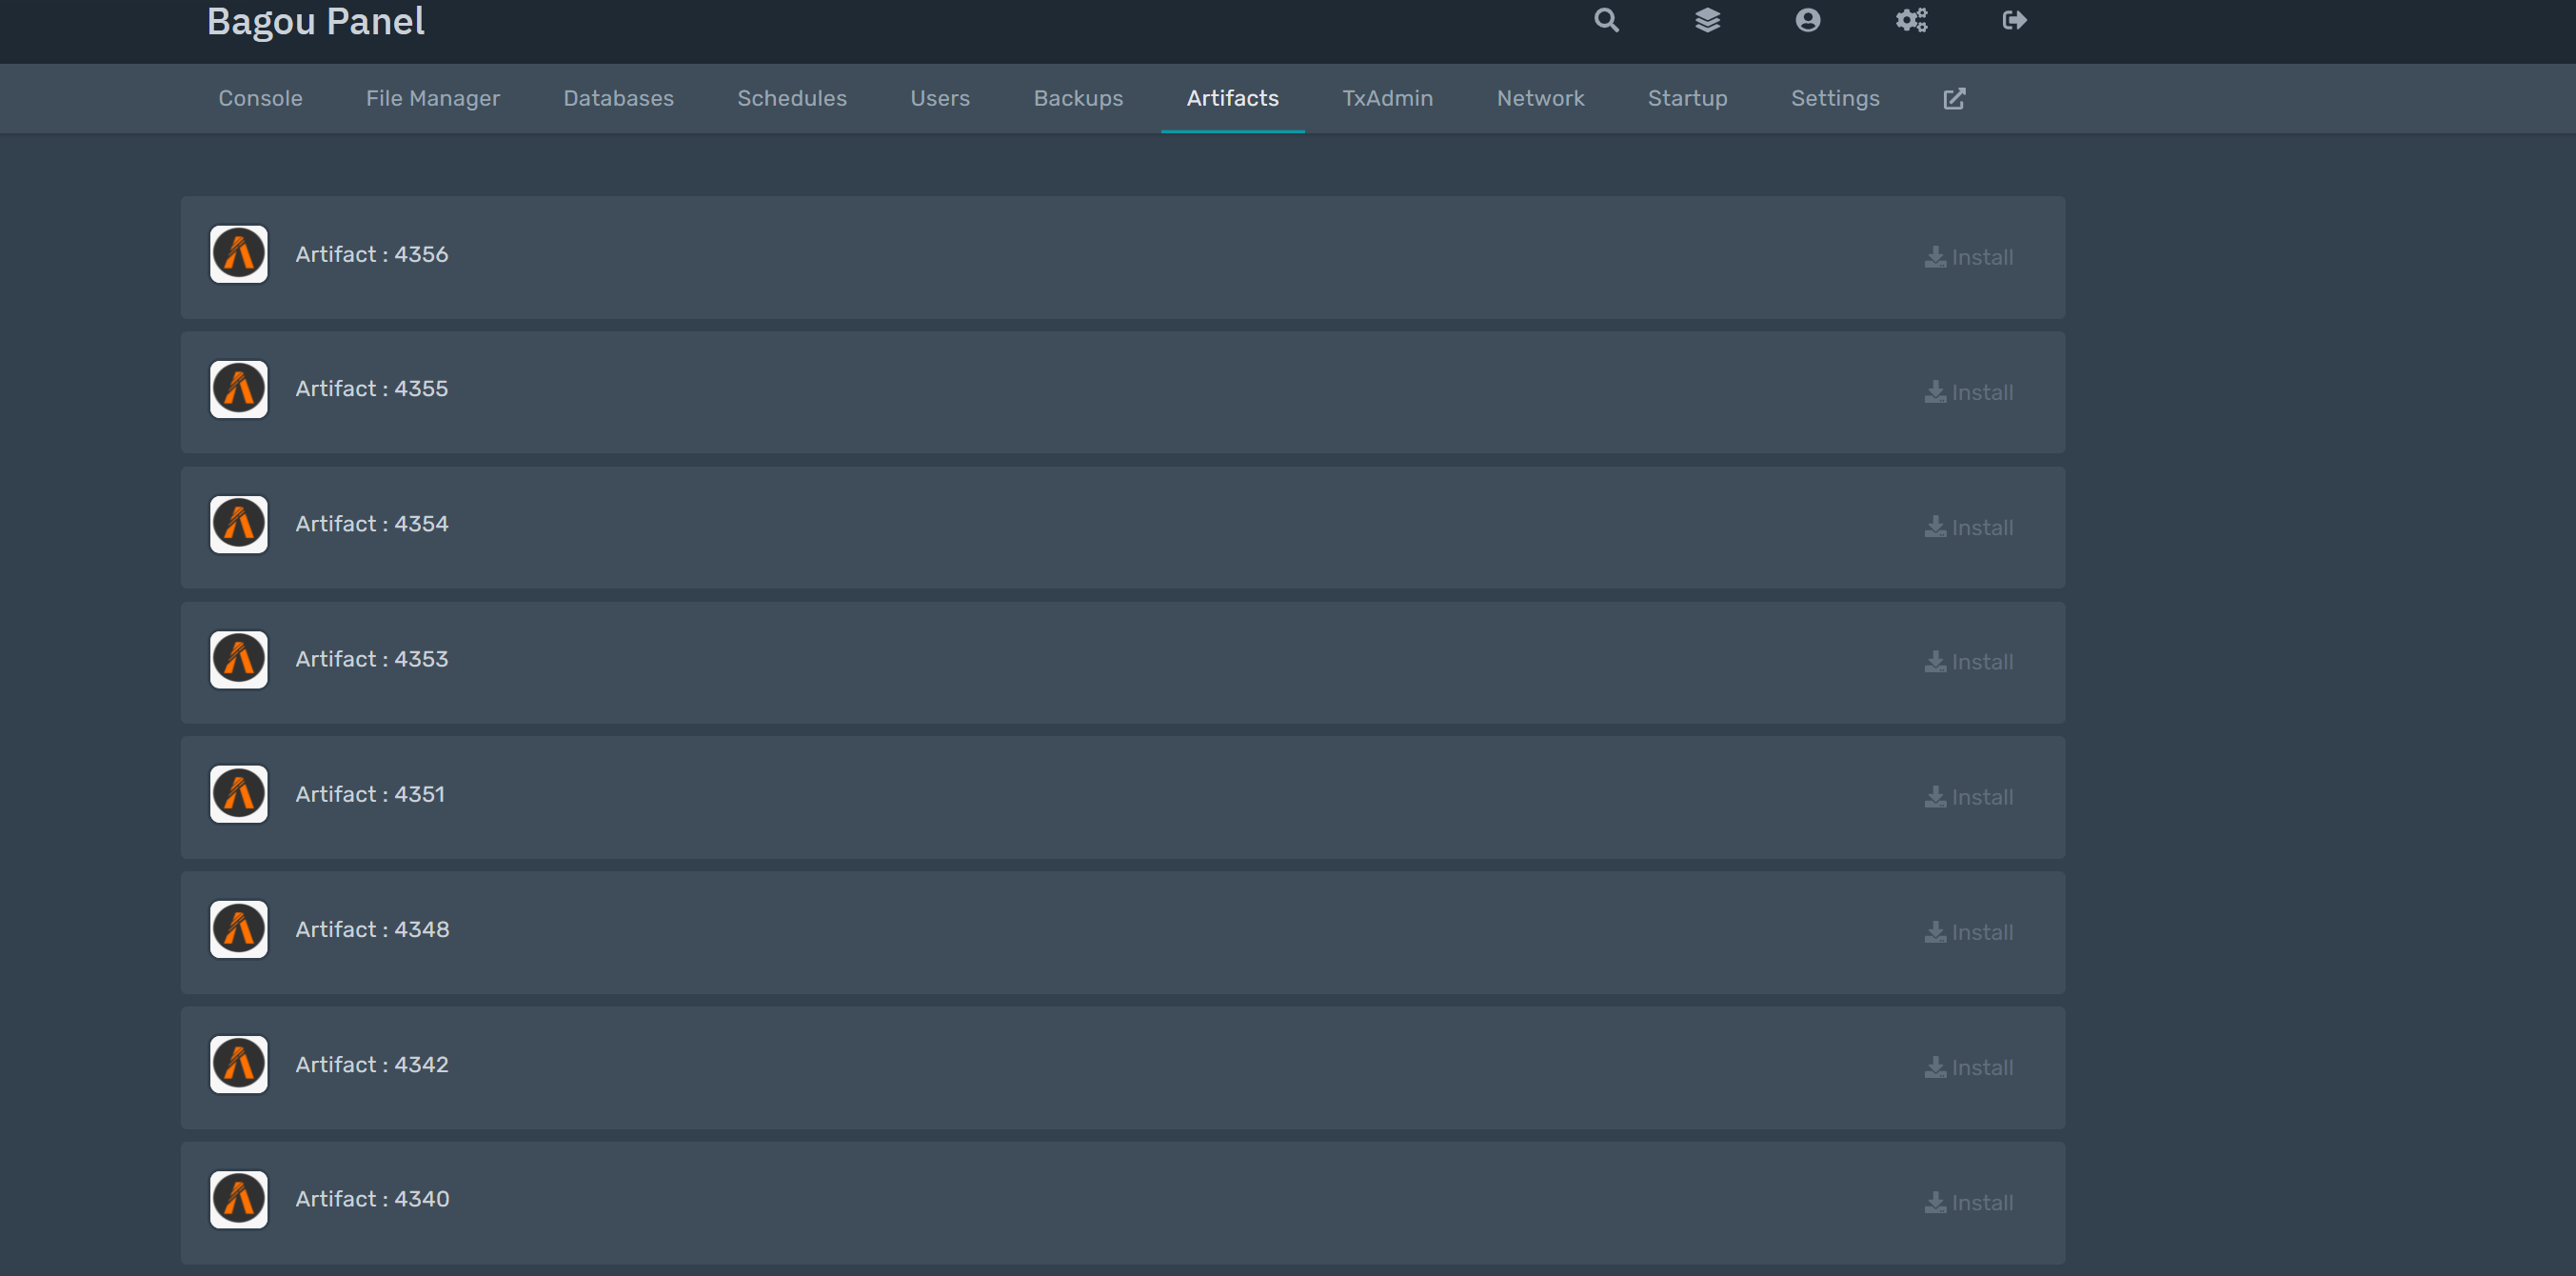 Bagou Panel
Console File Manager Databases Schedules Users Backups Artifacts TxAdmin Network Startup Settings
Artifact : 4356 Install
Artifact : 4355 Install
Artifact : 4354 Install
Artifact : 4353 Install
Artifact : 4351 Install
Artifact : 4348 Install
Artifact : 4342 Install
Artifact : 4340 Install